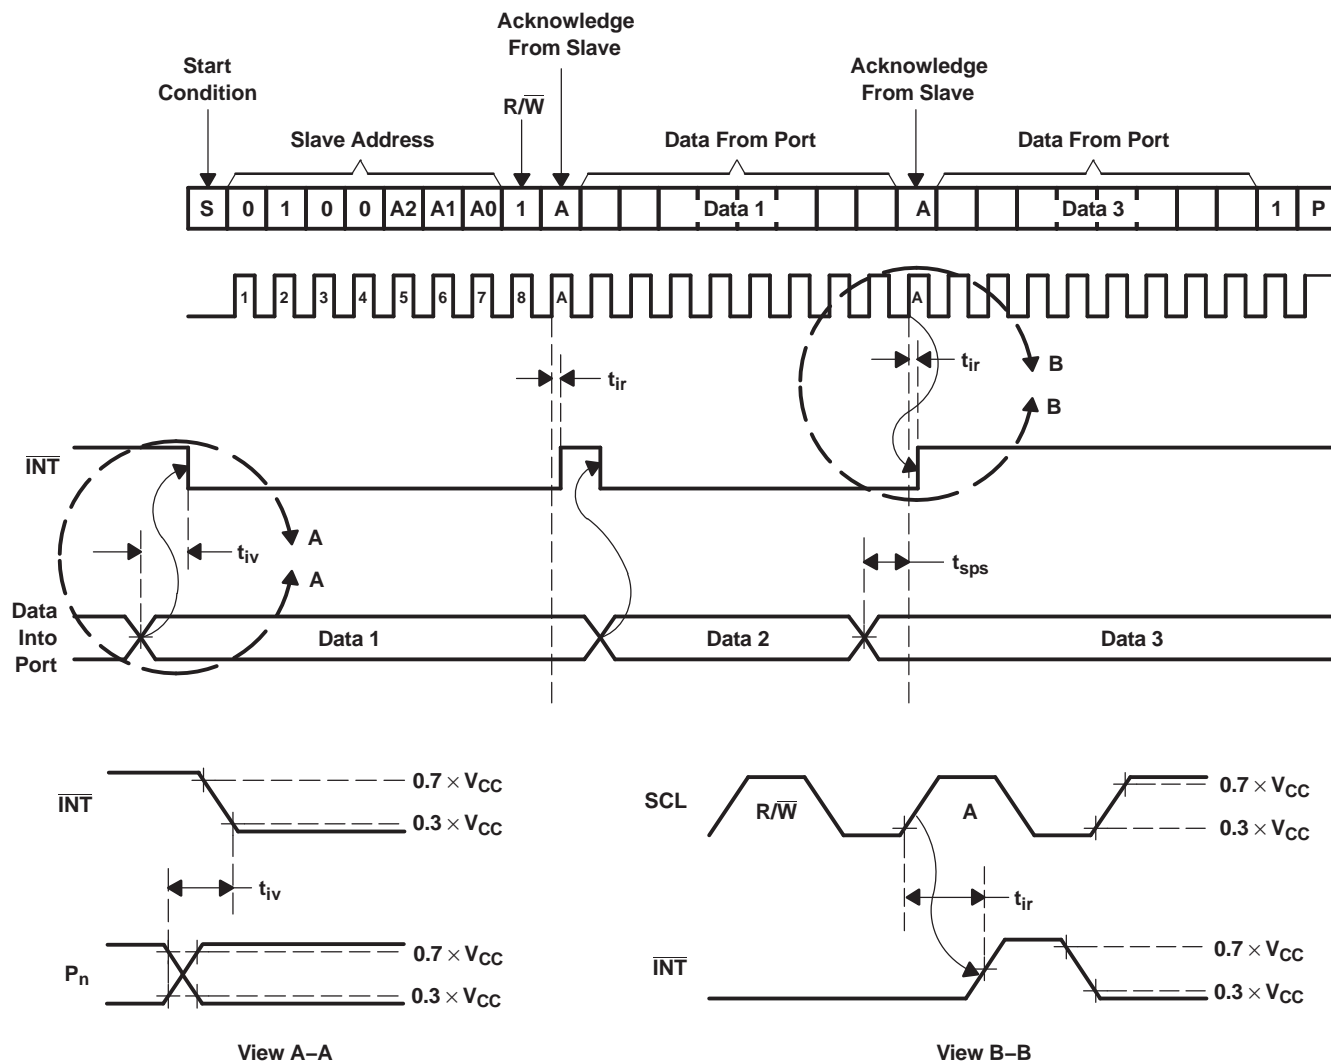 Acknowledge
From Slave
Start
Condition
R/W̅
Acknowledge
From Slave
Slave Address
Data From Port
Data From Port
S 0 1 0 0 A2 A1 A0 1 A Data 1 A Data 3 1 P
1 2 3 4 5 6 7 8 A A
tir
tir
B
B
INT
tiv
A
A
tsps
Data
Into
Port
Data 1
Data 2
Data 3
INT
0.7 × VCC
0.3 × VCC
tiv
Pn
0.7 × VCC
0.3 × VCC
View A–A
SCL
R/W̅
A
0.7 × VCC
0.3 × VCC
tir
INT
0.7 × VCC
0.3 × VCC
View B–B